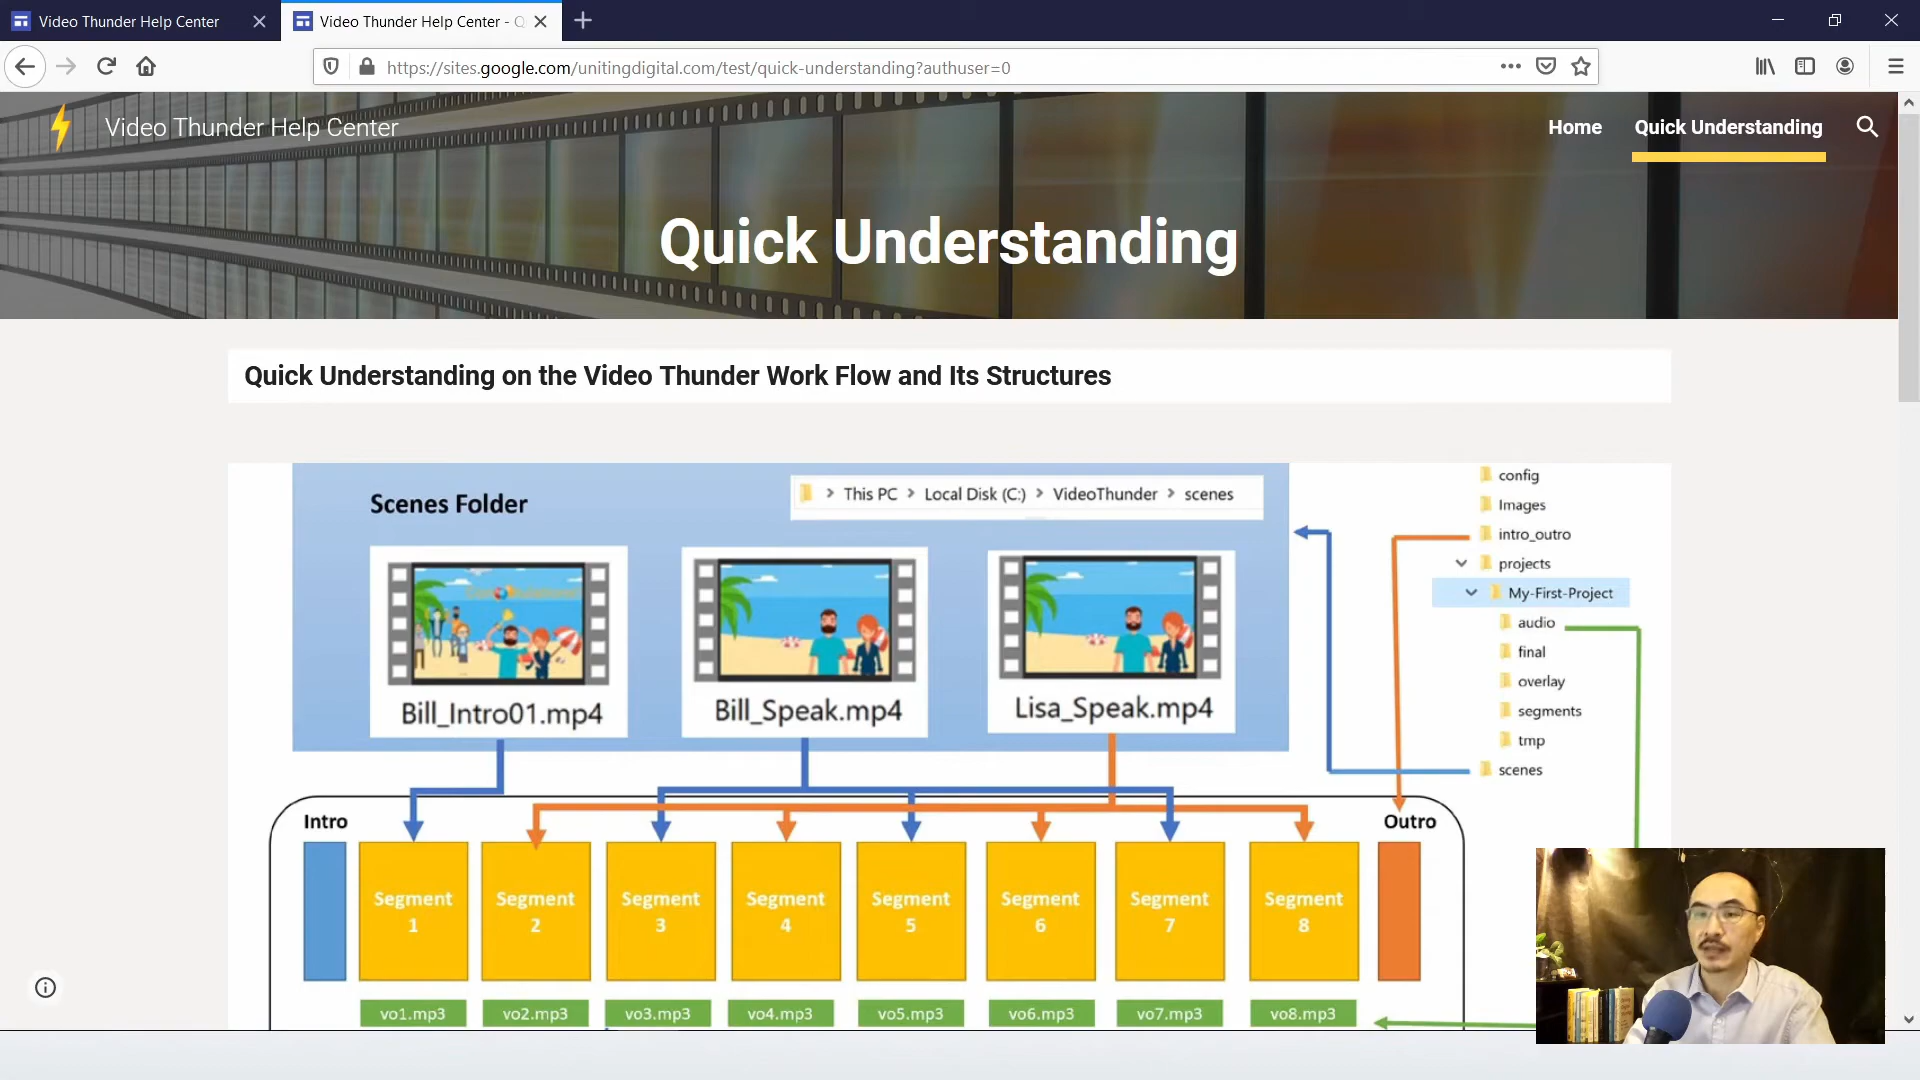 Video Thunder Help Center
Video Thunder Help Center - Q
https://sites.google.com/unitingdigital.com/test/quick-understanding?authuser=0
Video Thunder Help Center
Home
Quick Understanding
Quick Understanding
Quick Understanding on the Video Thunder Work Flow and Its Structures
Scenes Folder
This PC > Local Disk (C:) > VideoThunder > scenes
Bill_Intro01.mp4
Bill_Speak.mp4
Lisa_Speak.mp4
config
Images
intro_outro
projects
My-First-Project
audio
final
overlay
segments
tmp
scenes
Intro
Outro
Segment
1
Segment
2
Segment
3
Segment
4
Segment
5
Segment
6
Segment
7
Segment
8
vo1.mp3
vo2.mp3
vo3.mp3
vo4.mp3
vo5.mp3
vo6.mp3
vo7.mp3
vo8.mp3